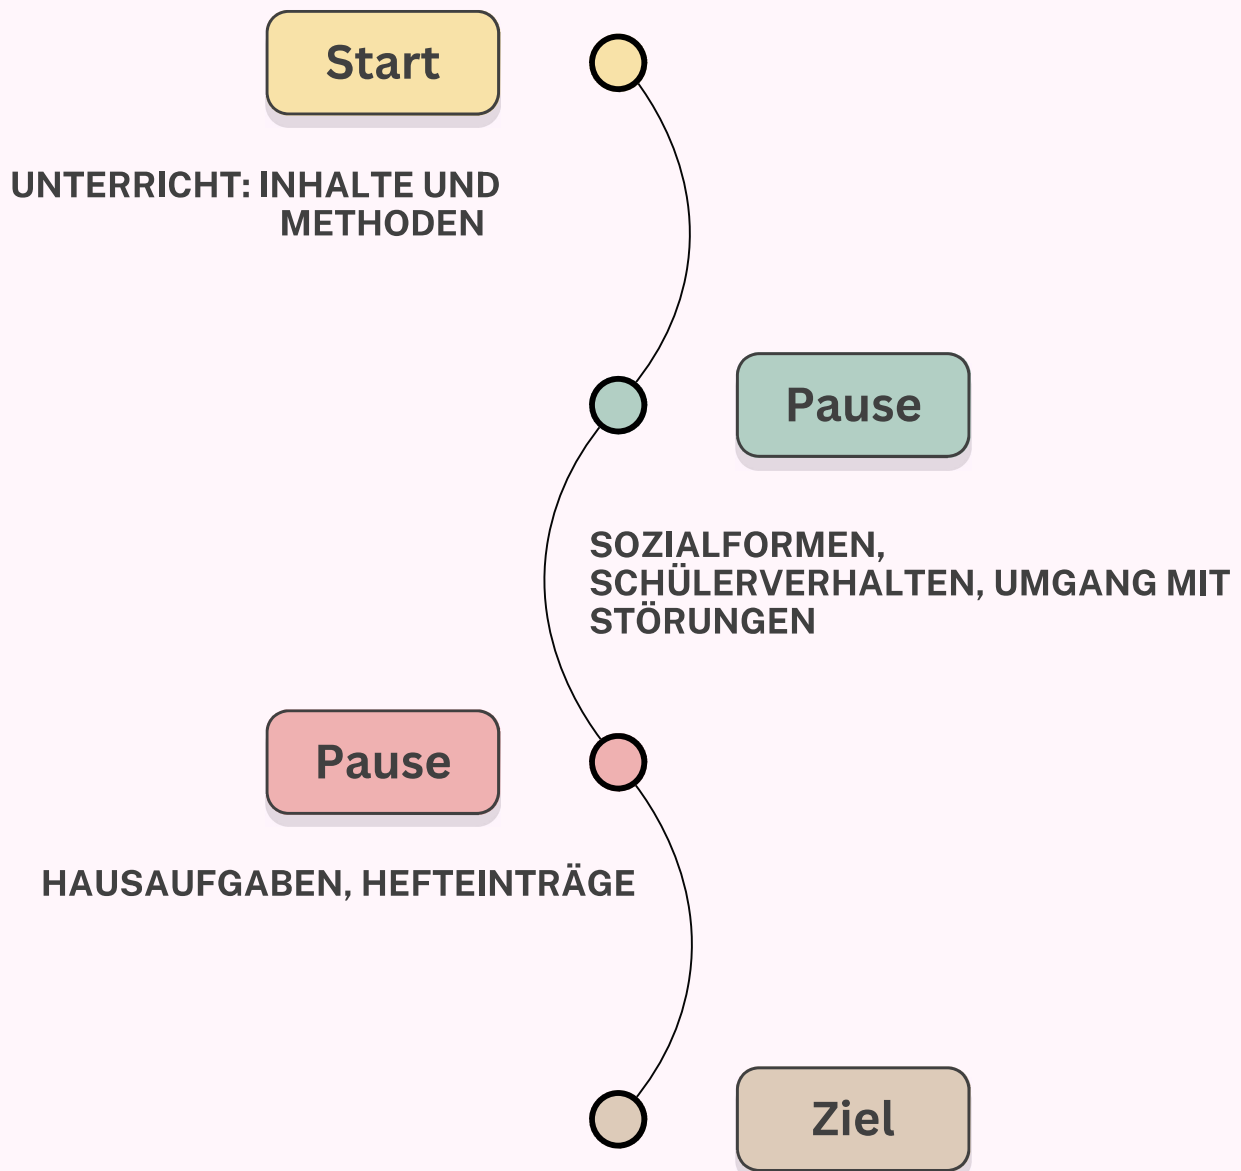 Start
UNTERRICHT: INHALTE UND
METHODEN
Pause
SOZIALFORMEN,
SCHÜLERVERHALTEN, UMGANG MIT
STÖRUNGEN
Pause
HAUSAUFGABEN, HEFTEINTRÄGE
Ziel